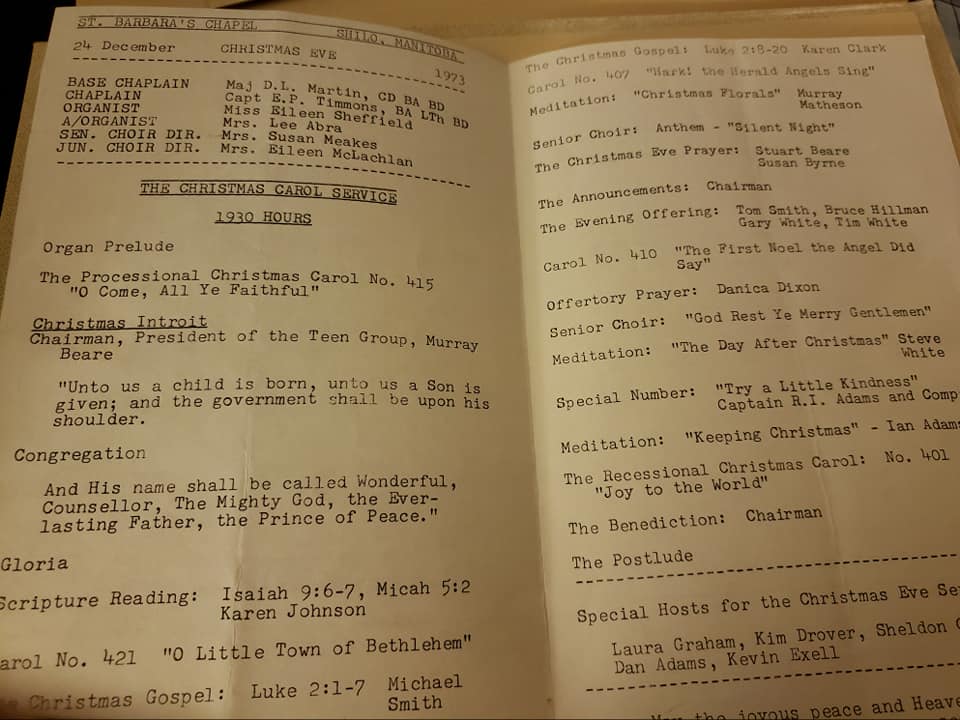 ST. BARBARA'S CHAPEL SHILO, MANITOBA
24 December CHRISTMAS EVE 1973
BASE CHAPLAIN Maj D.L. Martin, CD BA BD
CHAPLAIN Capt E.P. Timmons, BA LTh BD
ORGANIST Miss Eileen Sheffield
A/ORGANIST Mrs. Lee Abra
SEN. CHOIR DIR. Mrs. Susan Meakes
JUN. CHOIR DIR. Mrs. Eileen McLachlan
THE CHRISTMAS CAROL SERVICE
1930 HOURS
Organ Prelude
The Processional Christmas Carol No. 415
"O Come, All Ye Faithful"
Christmas Introit
Chairman, President of the Teen Group, Murray
Beare
"Unto us a child is born, unto us a Son is
given; and the government shall be upon his
shoulder.
Congregation
And His name shall be called Wonderful,
Counsellor, The Mighty God, the Ever-
lasting Father, the Prince of Peace."
Gloria
Scripture Reading: Isaiah 9:6-7, Micah 5:2
Karen Johnson
arol No. 421 "O Little Town of Bethlehem"
Christmas Gospel: Luke 2:1-7 Michael
Smith
The Christmas Gospel: Luke 2:8-20 Karen Clark
Carol No. 407 "Hark! the Herald Angels Sing"
Meditation: "Christmas Florals" Murray
Matheson
Senior Choir: Anthem - "Silent Night"
The Christmas Eve Prayer: Stuart Beare
Susan Byrne
The Announcements: Chairman
The Evening Offering: Tom Smith, Bruce Hillman
Gary White, Tim White
Carol No. 410 "The First Noel the Angel Did
Say"
Offertory Prayer: Danica Dixon
Senior Choir: "God Rest Ye Merry Gentlemen"
Meditation: "The Day After Christmas" Steve
White
Special Number: "Try a Little Kindness"
Captain R.I. Adams and Comp
Meditation: "Keeping Christmas" - Ian Adams
The Recessional Christmas Carol: No. 401
"Joy to the World"
The Benediction: Chairman
The Postlude
Special Hosts for the Christmas Eve Se
Laura Graham, Kim Drover, Sheldon
Dan Adams, Kevin Exell
May the joyous peace and Heave